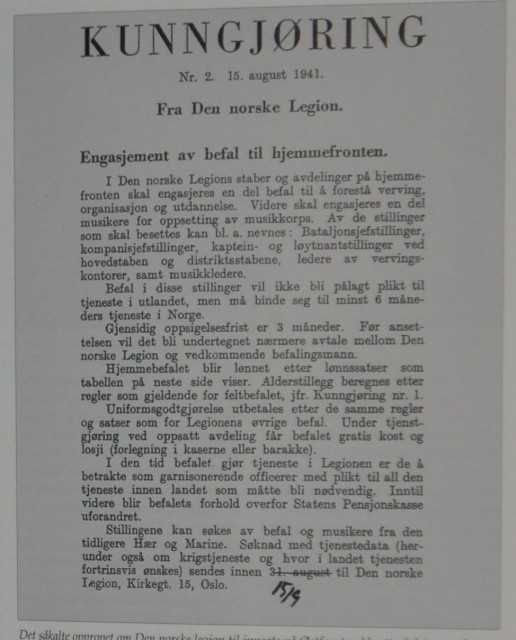 KUNNGJØRING
Nr. 2. 15. august 1941.
Fra Den norske Legion.
Engasjement av befal til hjemmefronten.
I Den norske Legions staber og avdelinger på hjemme-
fronten skal engasjeres en del befal til å forestå verving,
organisasjon og utdannelse. Videre skal engasjeres en del
musikere for oppsetting av musikkorps. Av de stillinger
som skal besettes kan bl. a. nevnes: Bataljonsjefstillinger,
kompanisjefstillinger, kaptein- og løytnantstillinger ved
hovedstaben og distriktsstabene, ledere av vervings-
kontorer, samt musikkledere.
Befal i disse stillinger vil ikke bli pålagt plikt til
tjeneste i utlandet, men må binde seg til minst 6 måne-
ders tjeneste i Norge.
Gjensidig oppsigelsesfrist er 3 måneder. Før anset-
telsen vil det bli undertegnet nærmere avtale mellom Den
norske Legion og vedkommende befalingsmann.
Hjemmebefalet blir lønnet etter lønnssatser som
tabellen på neste side viser. Alderstillegg beregnes etter
regler som gjeldende for feltbefalet, jfr. Kunngjøring nr. 1.
Uniformsgodtgjørelse utbetales etter de samme regler
og satser som for Legionens øvrige befal. Under tjenst-
gjøring ved oppsatt avdeling får befalet gratis kost og
losji (forlegning i kaserne eller barakke).
I den tid befalet gjør tjeneste i Legionen er de å
betrakte som garnisonerende officerer med plikt til all den
tjeneste innen landet som måtte bli nødvendig. Inntil
videre blir befalets forhold overfor Statens Pensjonskasse
uforandret.
Stillingene kan søkes av befal og musikere fra den
tidligere Hær og Marine. Søknad med tjenestedata (her-
under også om krigstjeneste og hvor i landet tjenesten
fortrinsvis ønskes) sendes innen 31. august til Den norske
Legion, Kirkegt. 15, Oslo.
15/9
Det såkalte oppropet om Den norske legion til innsats på